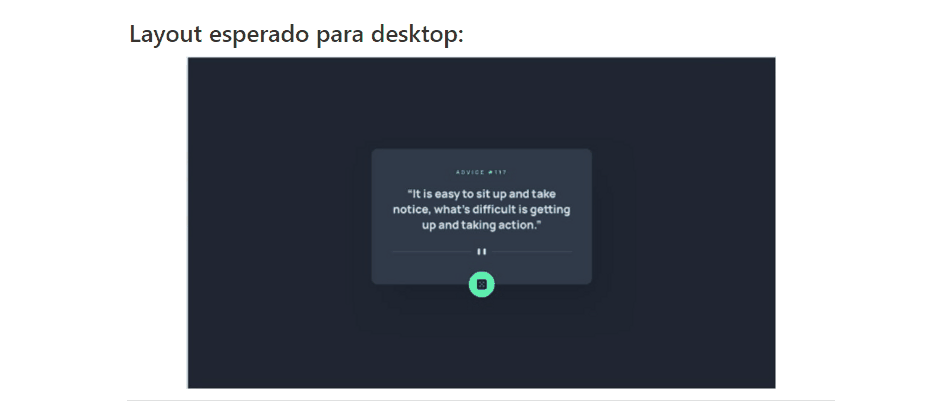 Layout esperado para desktop:
ADVICE #117
“It is easy to sit up and take
notice, what's difficult is getting
up and taking action.”